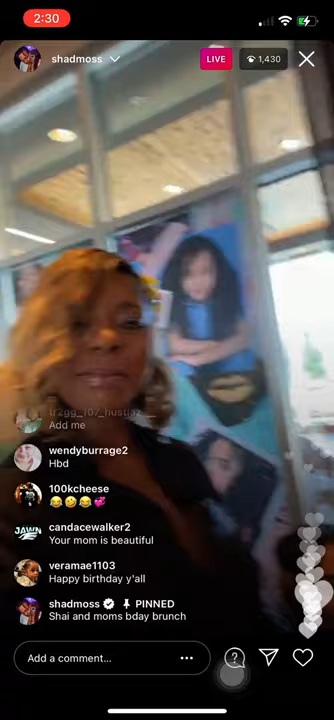 2:30
shadmoss
LIVE
1,430
Add me
wendyburrage2
Hbd
100kcheese
😂🤣😂💞
JAWN
candacewalker2
Your mom is beautiful
veramae1103
Happy birthday y'all
shadmoss PINNED
Shai and moms bday brunch
Add a comment...